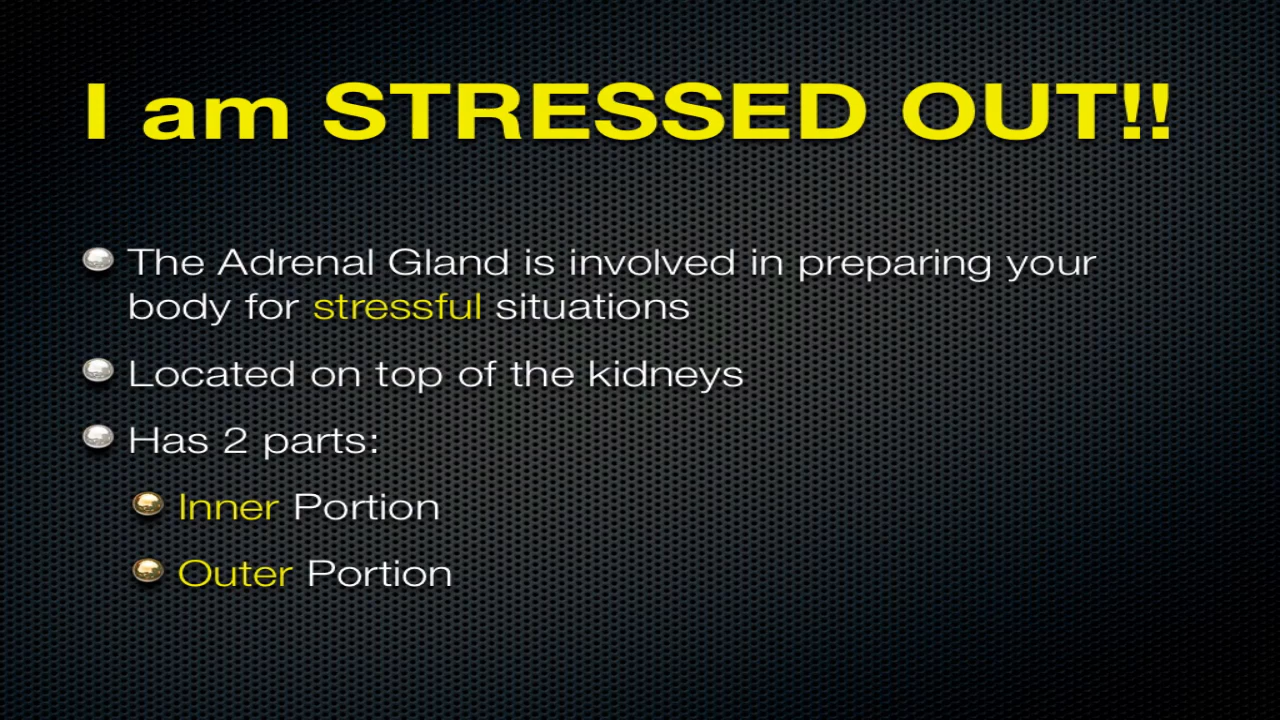 I am STRESSED OUT!!
The Adrenal Gland is involved in preparing your
body for stressful situations
Located on top of the kidneys
Has 2 parts:
Inner Portion
Outer Portion